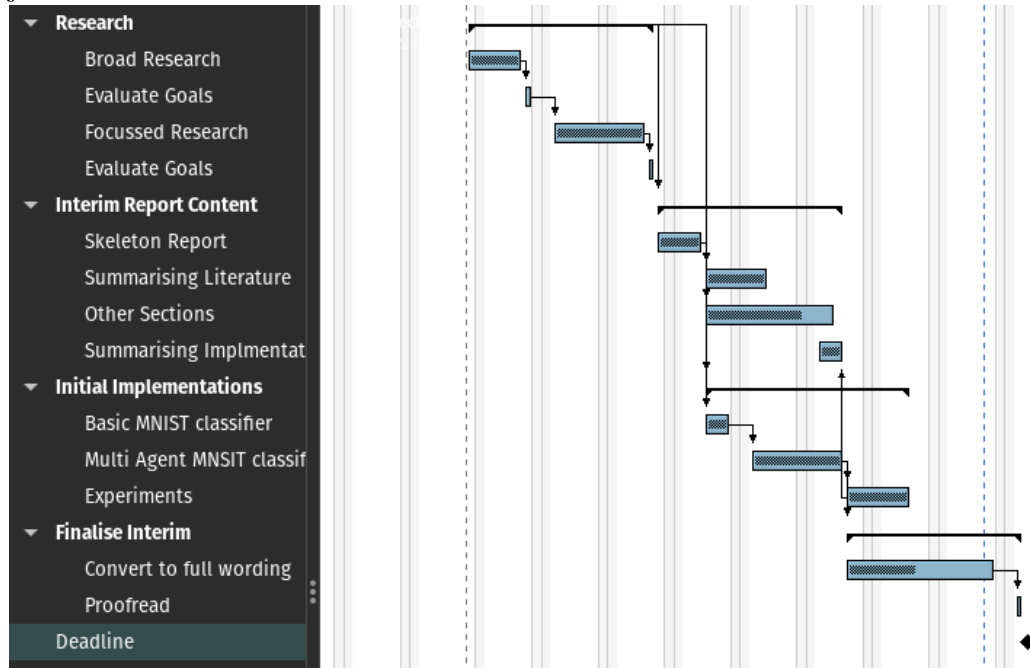 Research
Broad Research
Evaluate Goals
Focussed Research
Evaluate Goals
Interim Report Content
Skeleton Report
Summarising Literature
Other Sections
Summarising Implmentat
Initial Implementations
Basic MNIST classifier
Multi Agent MNSIT classif
Experiments
Finalise Interim
Convert to full wording
Proofread
Deadline